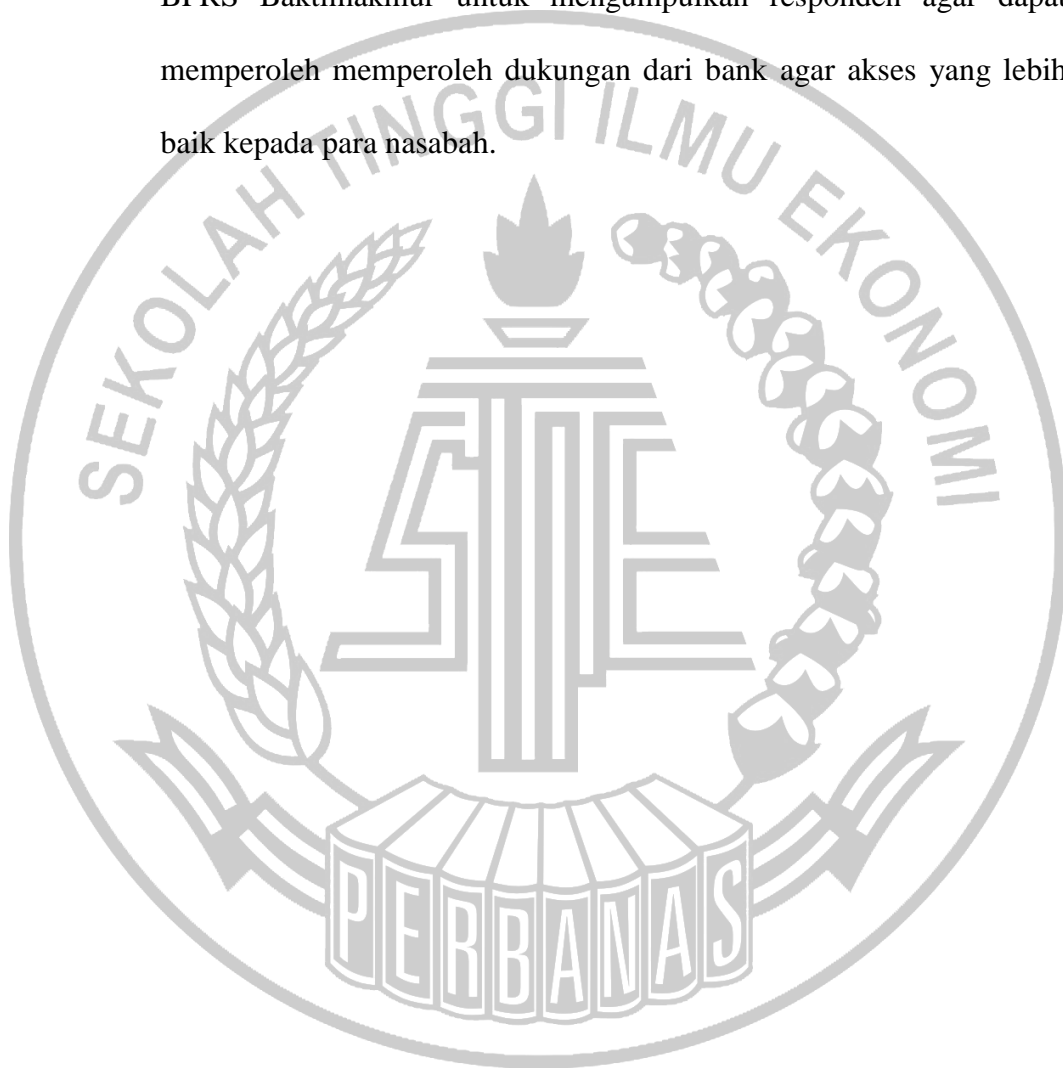 BPRS Baktimakmur untuk mengumpulkan responden agar dapat
memperoleh memperoleh dukungan dari bank agar akses yang lebih
baik kepada para nasabah.
SEKOLAH TINGGI ILMU EKONOMI
STIE
PERBANAS